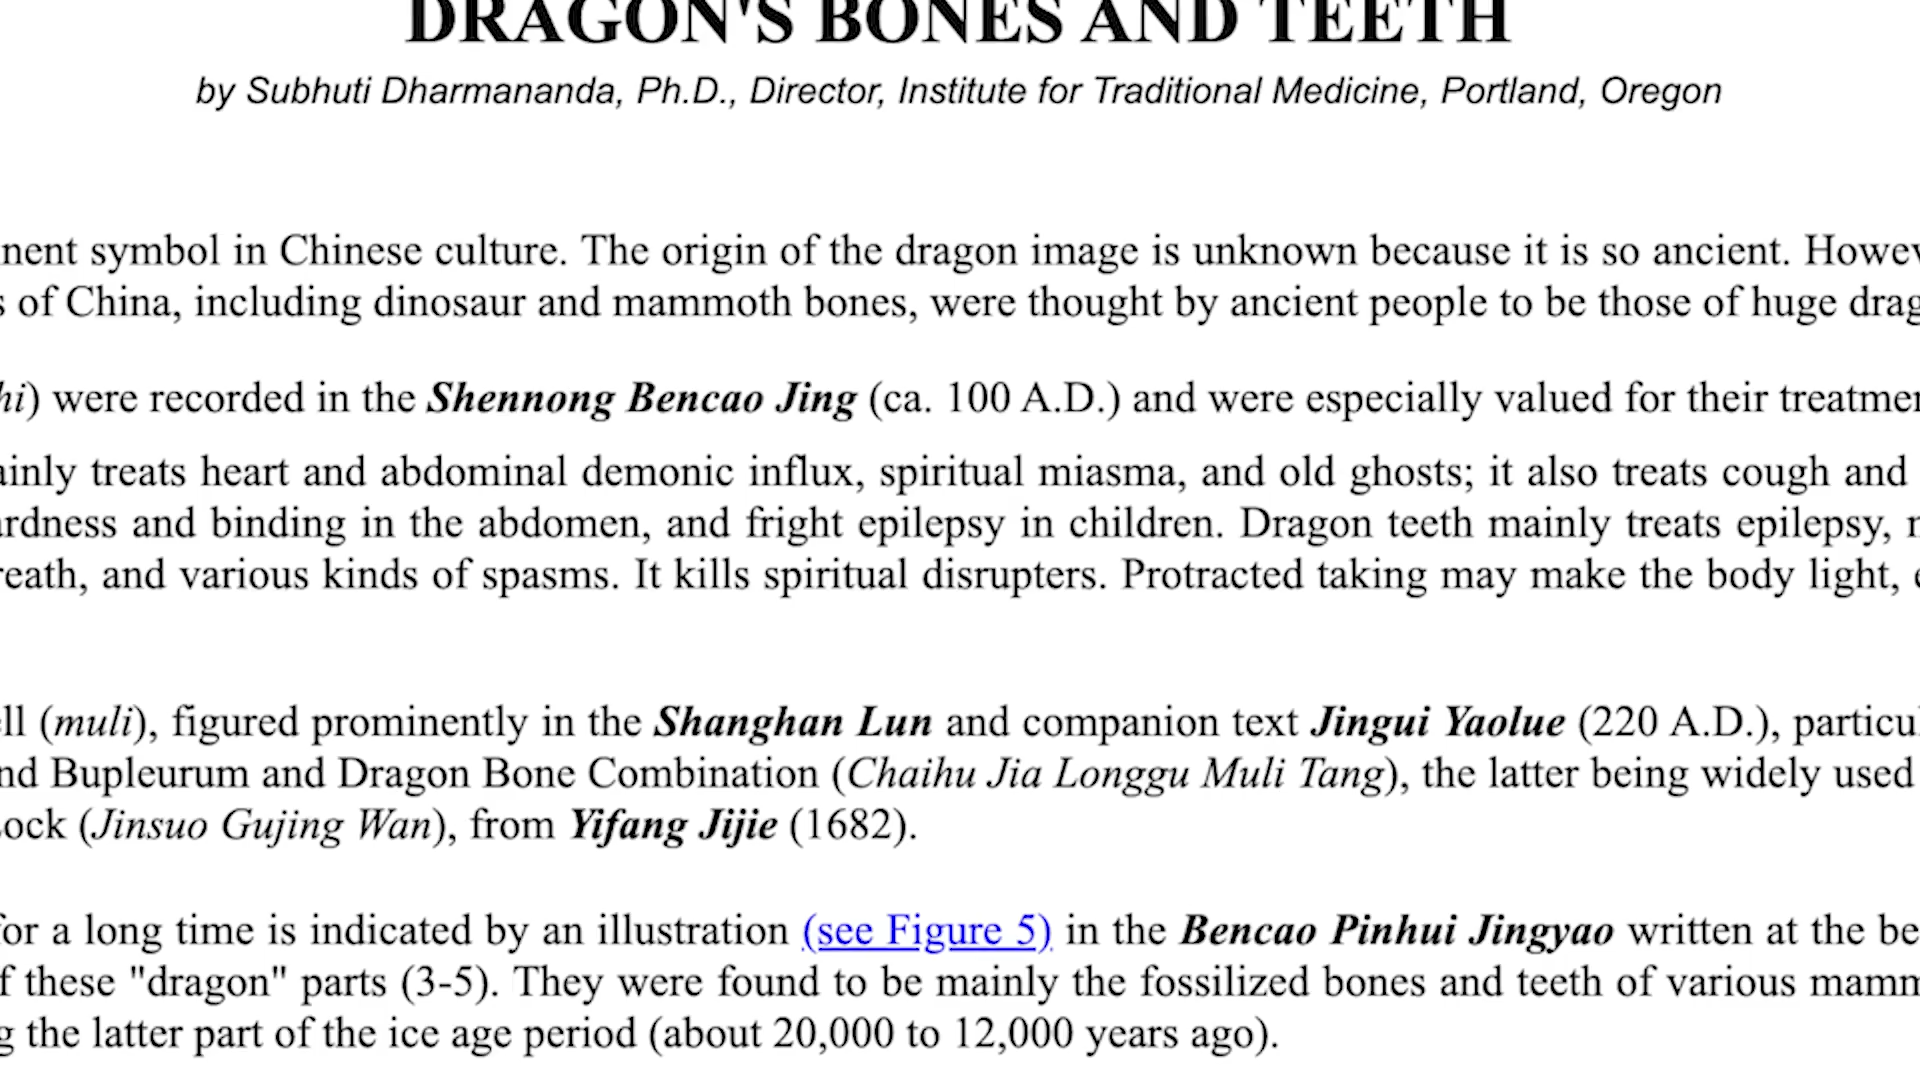 DRAGON'S BONES AND TEETH
by Subhuti Dharmananda, Ph.D., Director, Institute for Traditional Medicine, Portland, Oregon
nent symbol in Chinese culture. The origin of the dragon image is unknown because it is so ancient. Howev
s of China, including dinosaur and mammoth bones, were thought by ancient people to be those of huge drag
hi) were recorded in the Shennong Bencao Jing (ca. 100 A.D.) and were especially valued for their treatmen
ainly treats heart and abdominal demonic influx, spiritual miasma, and old ghosts; it also treats cough and
ardness and binding in the abdomen, and fright epilepsy in children. Dragon teeth mainly treats epilepsy,
reath, and various kinds of spasms. It kills spiritual disrupters. Protracted taking may make the body light,
ell (muli), figured prominently in the Shanghan Lun and companion text Jingui Yaolue (220 A.D.), particul
nd Bupleurum and Dragon Bone Combination (Chaihu Jia Longgu Muli Tang), the latter being widely used
Lock (Jinsuo Gujing Wan), from Yifang Jijie (1682).
for a long time is indicated by an illustration (see Figure 5) in the Bencao Pinhui Jingyao written at the be
f these "dragon" parts (3-5). They were found to be mainly the fossilized bones and teeth of various mamm
g the latter part of the ice age period (about 20,000 to 12,000 years ago).